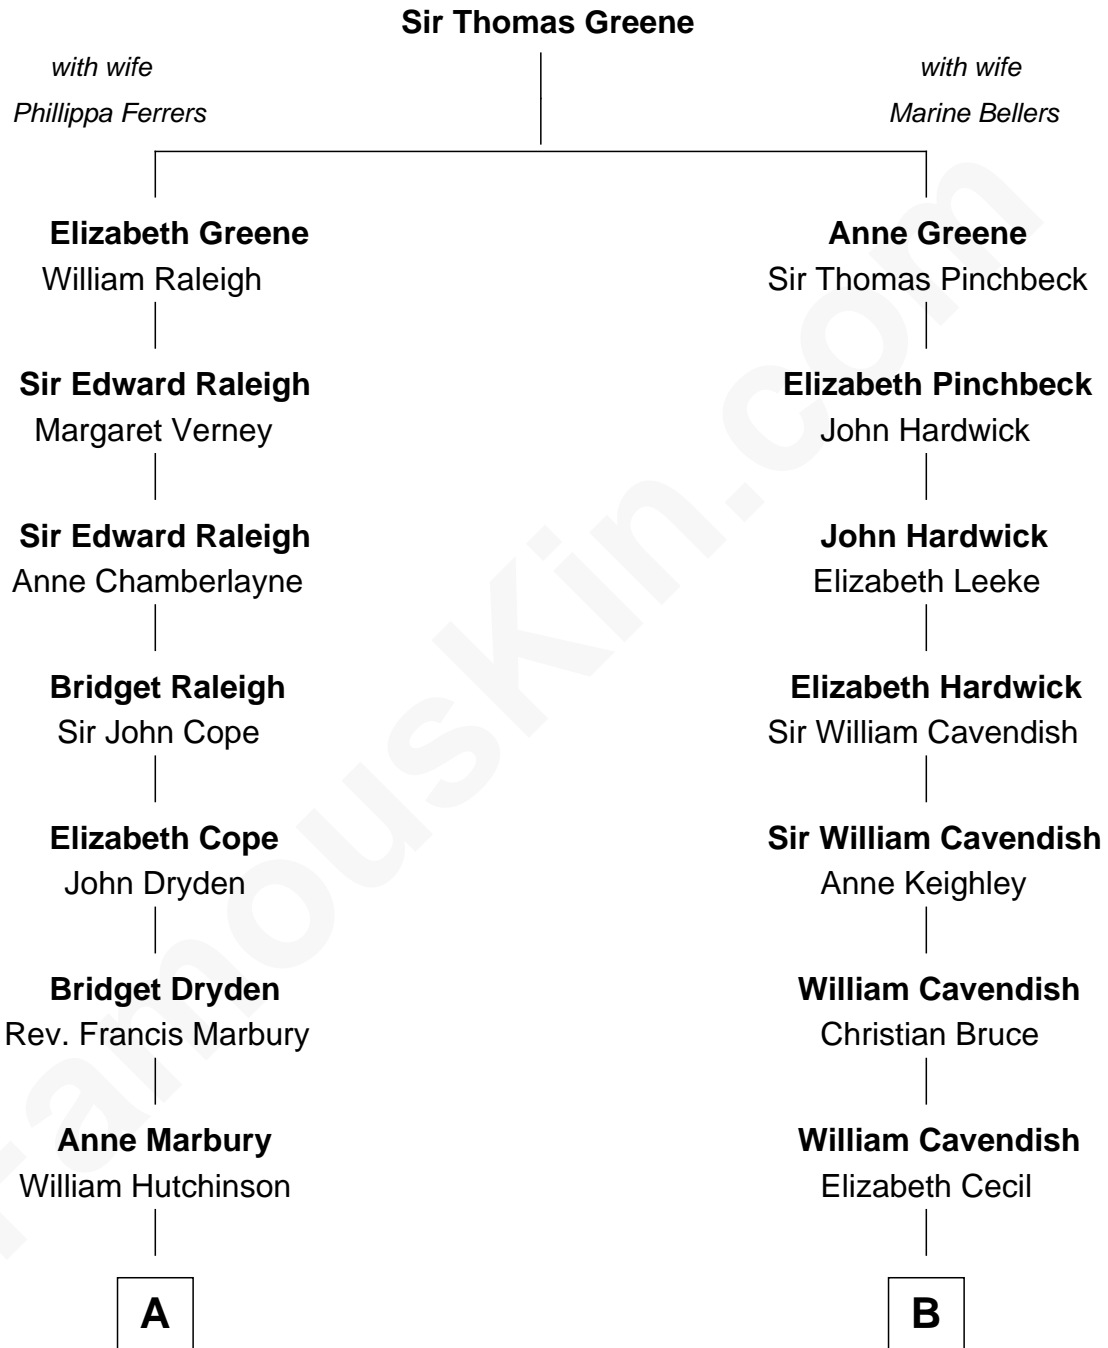 Sir Thomas Greene
with wife
Phillippa Ferrers
with wife
Marine Bellers
Elizabeth Greene
William Raleigh
Anne Greene
Sir Thomas Pinchbeck
Sir Edward Raleigh
Margaret Verney
Elizabeth Pinchbeck
John Hardwick
Sir Edward Raleigh
Anne Chamberlayne
John Hardwick
Elizabeth Leeke
Bridget Raleigh
Sir John Cope
Elizabeth Hardwick
Sir William Cavendish
Elizabeth Cope
John Dryden
Sir William Cavendish
Anne Keighley
Bridget Dryden
Rev. Francis Marbury
William Cavendish
Christian Bruce
Anne Marbury
William Hutchinson
William Cavendish
Elizabeth Cecil
A
B
FamousKin.com